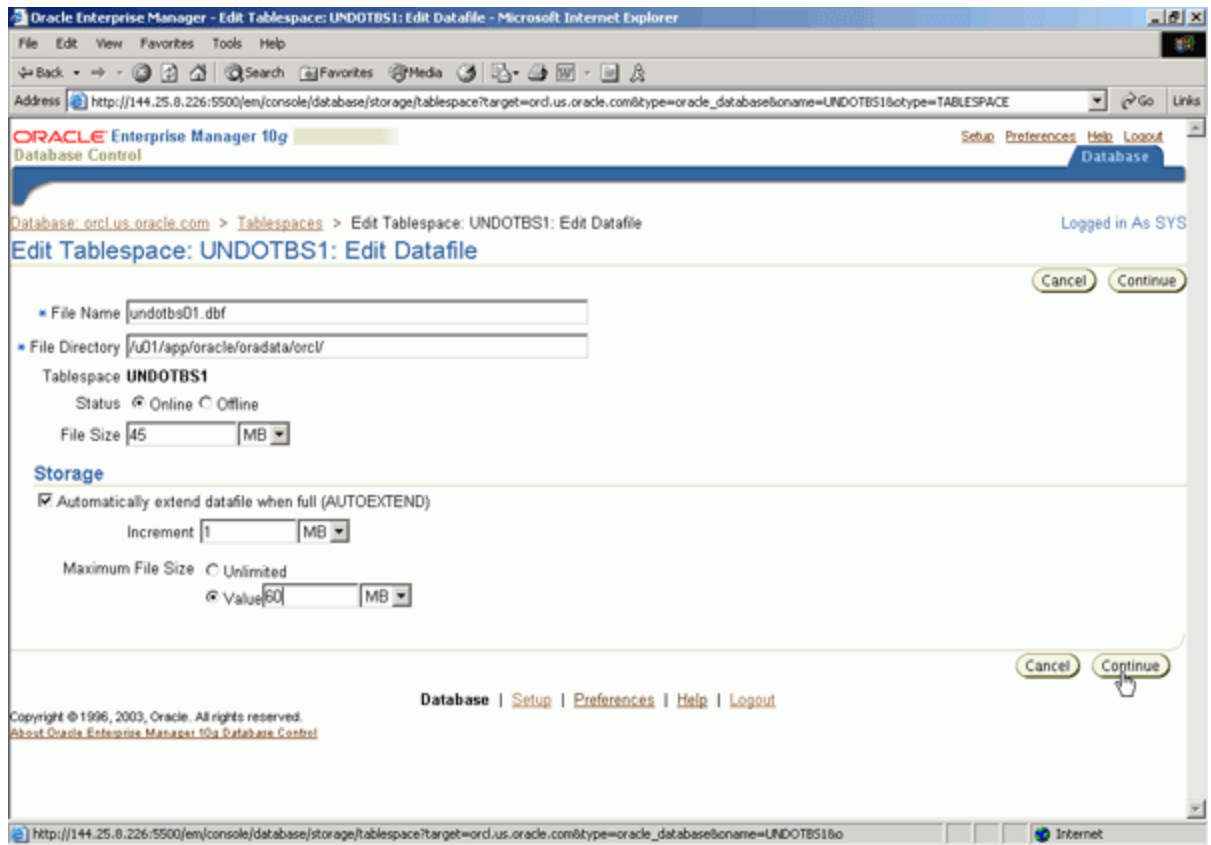 Oracle Enterprise Manager - Edit Tablespace: UNDOTBS1: Edit Datafile - Microsoft Internet Explorer
File Edit View Favorites Tools Help
Back Search Favorites Media
Address http://144.25.8.226:5500/em/console/database/storage/tablespace?target=orcl.us.oracle.com&type=oracle_database&oname=UNDOTBS1&otype=TABLESPACE Go Links
ORACLE Enterprise Manager 10g
Setup Preferences Help Logout
Database Control
Database
Database: orcl.us.oracle.com > Tablespaces > Edit Tablespace: UNDOTBS1: Edit Datafile
Logged in As SYS
Edit Tablespace: UNDOTBS1: Edit Datafile
Cancel Continue
File Name undotbs01.dbf
File Directory /u01/app/oracle/oradata/orcl/
Tablespace UNDOTBS1
Status Online Offline
File Size 45 MB
Storage
Automatically extend datafile when full (AUTOEXTEND)
Increment 1 MB
Maximum File Size Unlimited
Value 60 MB
Cancel Continue
Database | Setup | Preferences | Help | Logout
Copyright © 1996, 2003, Oracle. All rights reserved.
About Oracle Enterprise Manager 10g Database Control
http://144.25.8.226:5500/em/console/database/storage/tablespace?target=orcl.us.oracle.com&type=oracle_database&oname=UNDOTBS1&o Internet